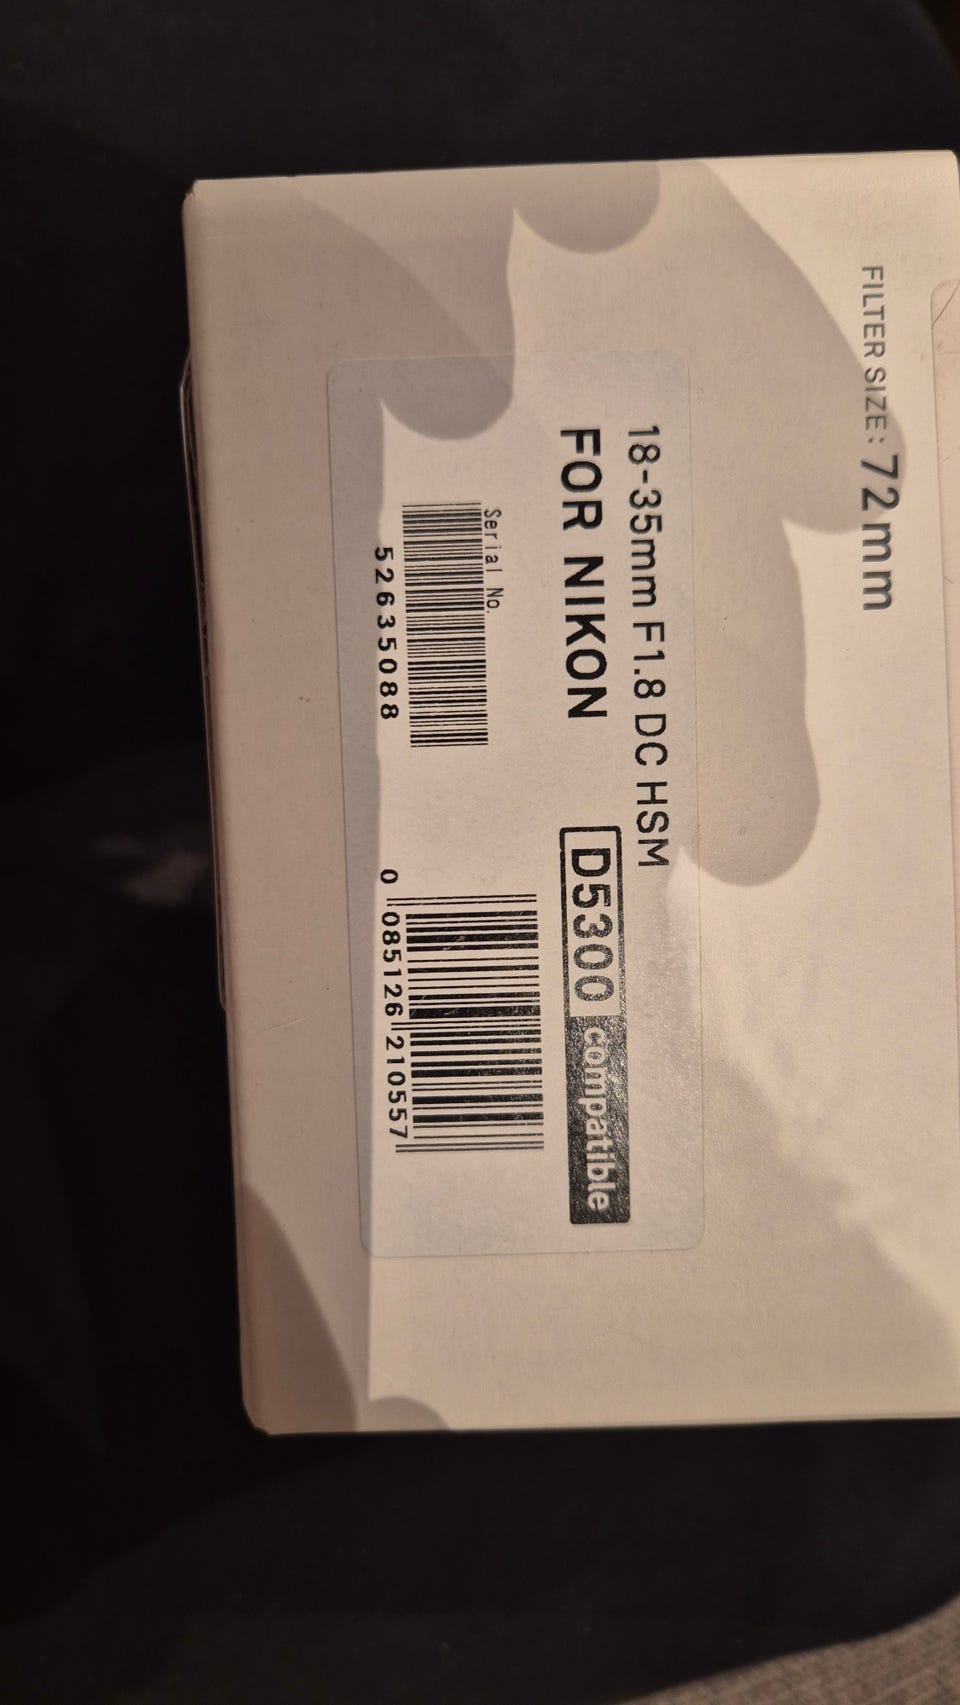 FILTER SIZE : 72mm
18-35mm F1.8 DC HSM
FOR NIKON D5300 compatible
Serial No.
52635088
0 085126 210557